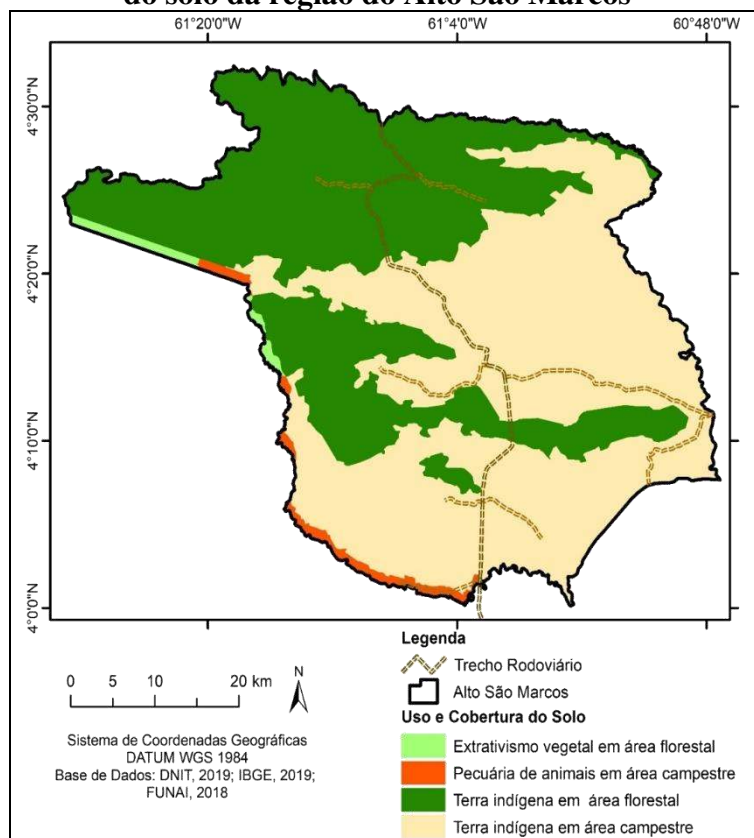 do solo da região do Alto São Marcos
61°20'0"W 61°4'0"W 60°48'0"W
4°30'0"N
4°20'0"N
4°10'0"N
4°0'0"N
0 5 10 20 km
N
Sistema de Coordenadas Geográficas
DATUM WGS 1984
Base de Dados: DNIT, 2019; IBGE, 2019;
FUNAI, 2018
Legenda
Trecho Rodoviário
Alto São Marcos
Uso e Cobertura do Solo
Extrativismo vegetal em área florestal
Pecuária de animais em área campestre
Terra indígena em área florestal
Terra indígena em área campestre